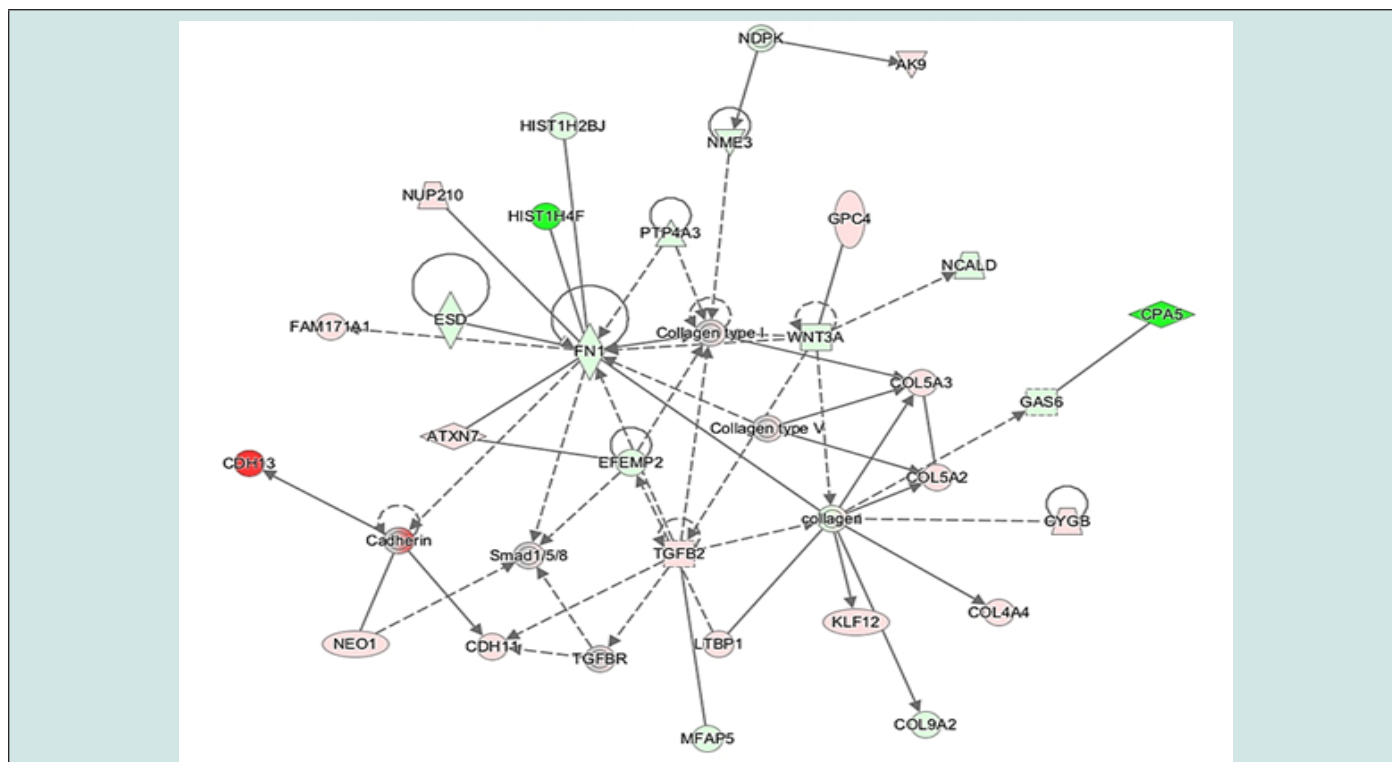 NDPK
AK9
HIST1H2BJ
NME3
NUP210
HIST1H4F
PTP4A3
GPC4
NCALD
ESD
FAM171A1
FN1
Collagen type I
WNT3A
CPA5
COL5A3
GAS6
ATXN7
Collagen type V
CDH13
EFEMP2
COL5A2
Cadherin
Smad1/5/8
TGFB2
collagen
CYGB
NEO1
CDH11
TGFBR
LTBP1
KLF12
COL4A4
MFAP5
COL9A2